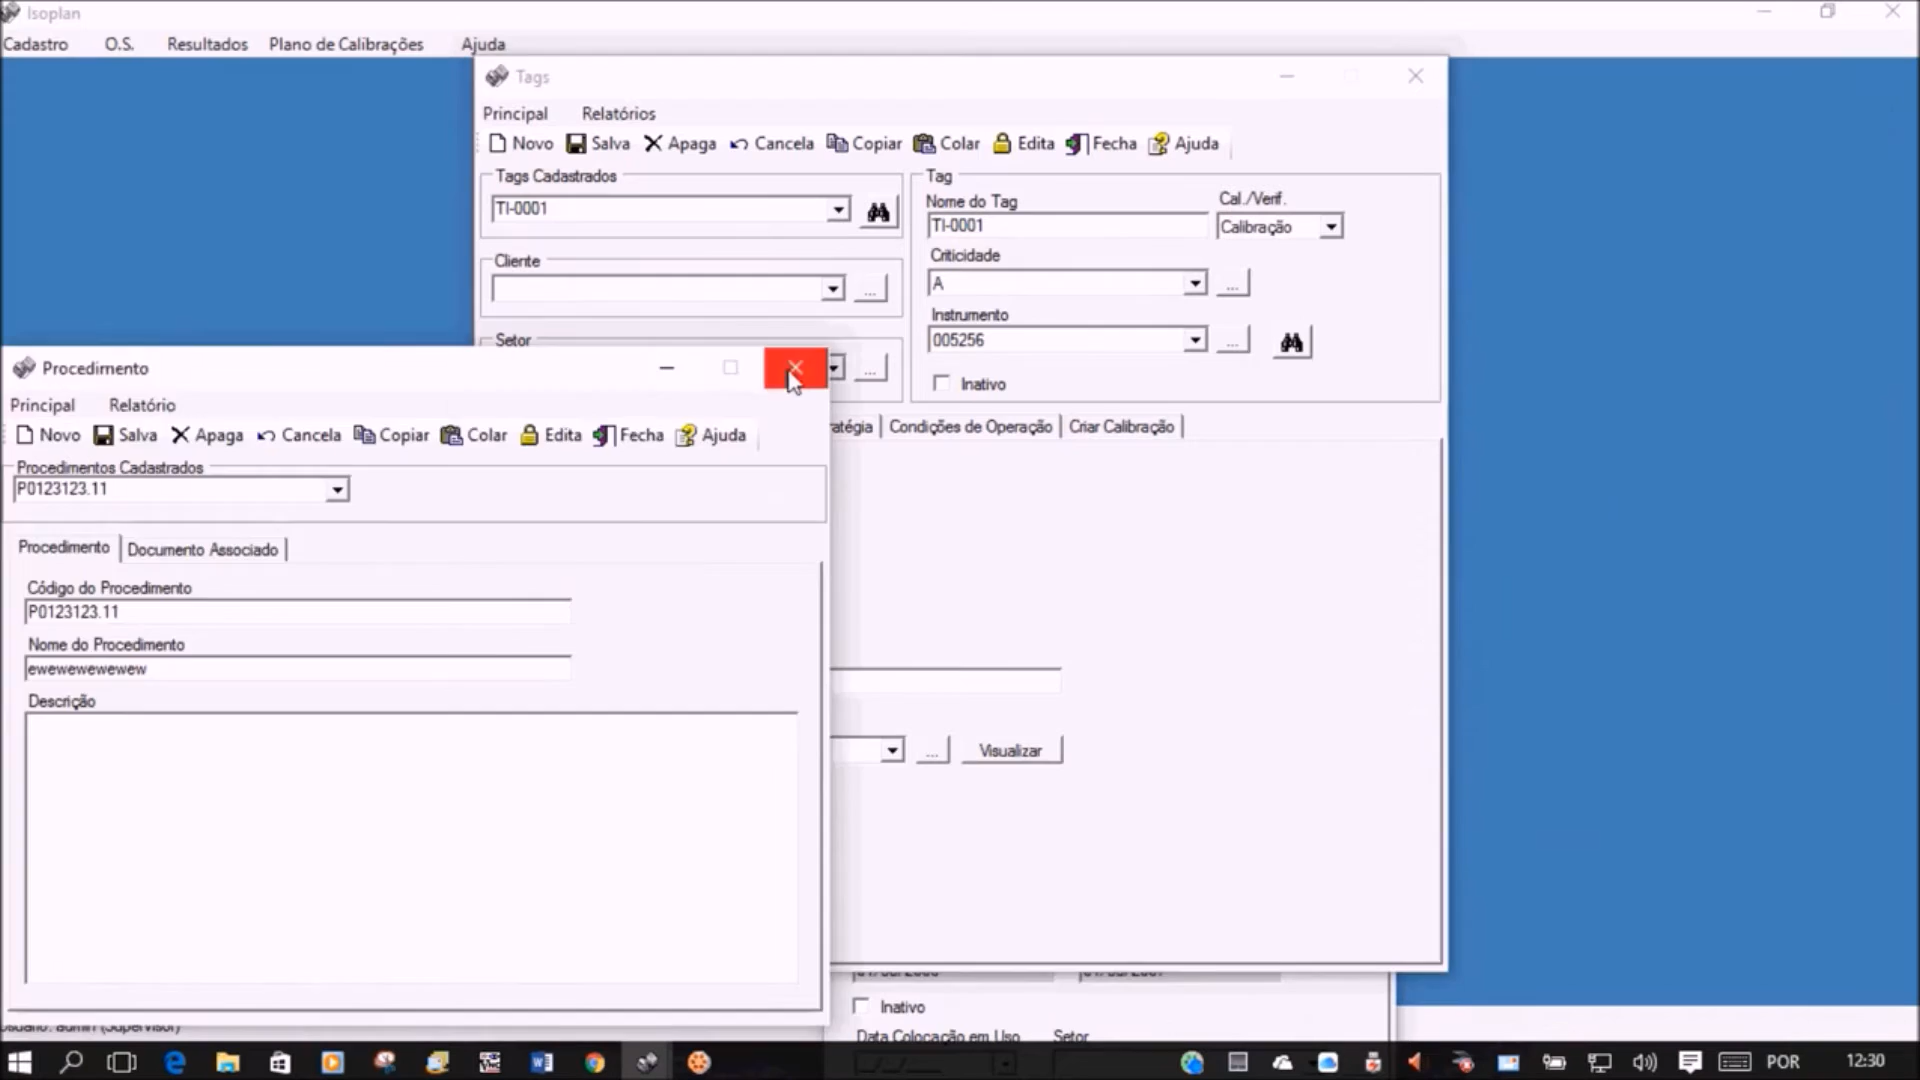 Isoplan
Cadastro O.S. Resultados Plano de Calibrações Ajuda
Tags
Principal Relatórios
Novo Salva Apaga Cancela Copiar Colar Edita Fecha Ajuda
Tags Cadastrados
TI-0001
Cliente
...
Setor
...
Tag
Nome do Tag
TI-0001
Cal./Verif.
Calibração
Criticidade
A
...
Instrumento
005256
...
Inativo
Condições de Operação Criar Calibração
... Visualizar
Procedimento
Principal Relatório
Novo Salva Apaga Cancela Copiar Colar Edita Fecha Ajuda
Procedimentos Cadastrados
P0123123.11
Procedimento Documento Associado
Código do Procedimento
P0123123.11
Nome do Procedimento
ewewewewewew
Descrição
Inativo
Data Colocação em Uso Setor
Usuário: admin (Supervisor)
POR 12:30